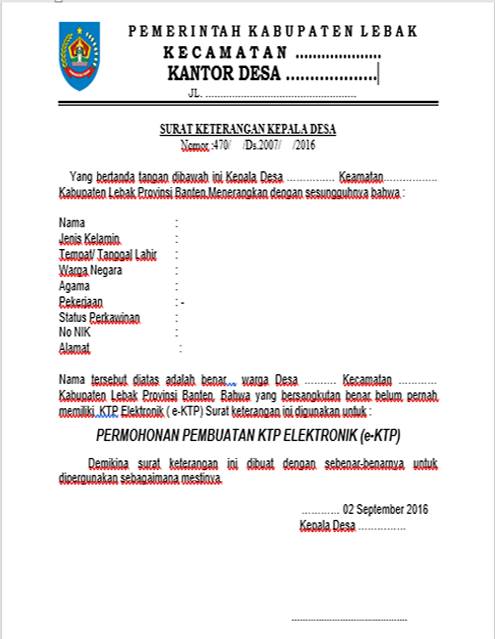 PEMERINTAH KABUPATEN LEBAK
KECAMATAN .....................
KANTOR DESA ...................
JL. .......................................................
SURAT KETERANGAN KEPALA DESA
Nomor :470/ /Ds.2007/ /2016
Yang bertanda tangan dibawah ini Kepala Desa ................ Keamatan..................
Kabupaten Lebak Provinsi Banten.Menerangkan dengan sesungguhnya bahwa :
Nama :
Jenis Kelamin :
Tempat/ Tanggal Lahir :
Warga Negara :
Agama :
Pekerjaan : -
Status Perkawinan :
No NIK :
Alamat :
Nama tersebut diatas adalah benar , warga Desa ........... Kecamatan .............
Kabupaten Lebak Provinsi Banten. Bahwa yang bersangkutan benar belum pernah
memiliki KTP Elektronik ( e-KTP) Surat keterangan ini digunakan untuk :
PERMOHONAN PEMBUATAN KTP ELEKTRONIK (e-KTP)
Demikina surat keterangan ini dibuat dengan sebenar-benarnya untuk
dipergunakan sebagaimana mestinya.
............. 02 September 2016
Kepala Desa ................
..........................................